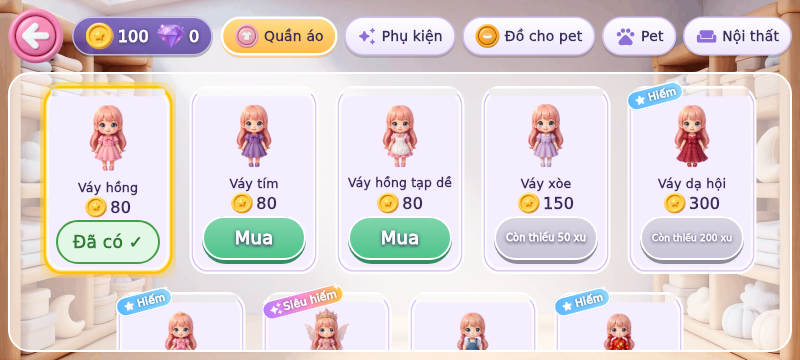 100 0 Quần áo Phụ kiện Đồ cho pet Pet Nội thất
Hiếm
Váy hồng Váy tím Váy hồng tạp dề Váy xòe Váy dạ hội
80 80 80 150 300
Đã có ✓ Mua Mua Còn thiếu 50 xu Còn thiếu 200 xu
Hiếm Siêu hiếm Hiếm